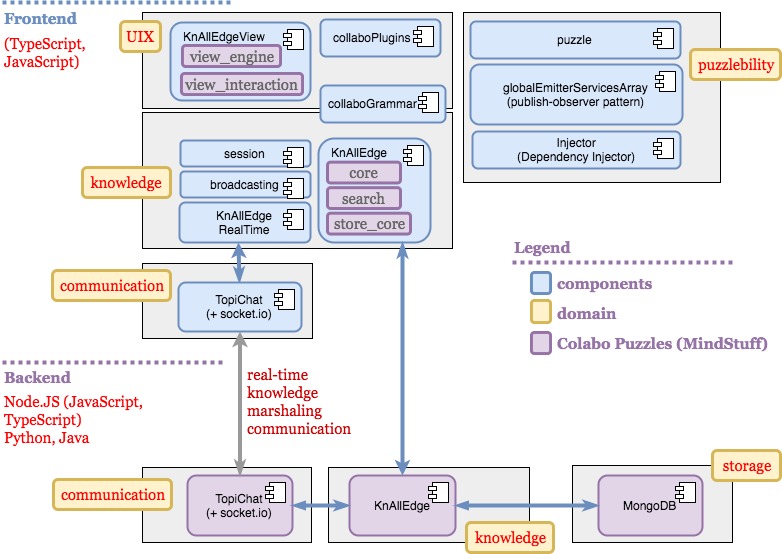 Frontend
(TypeScript,
JavaScript)
UIX
KnAllEdgeView
view_engine
view_interaction
collaboPlugins
collaboGrammar
puzzle
globalEmitterServicesArray
(publish-observer pattern)
Injector
(Dependency Injector)
puzzlebility
knowledge
session
broadcasting
KnAllEdge
RealTime
KnAllEdge
core
search
store_core
communication
TopiChat
(+ socket.io)
Legend
components
domain
Colabo Puzzles (MindStuff)
Backend
Node.JS (JavaScript,
TypeScript)
Python, Java
real-time
knowledge
marshaling
communication
communication
TopiChat
(+ socket.io)
KnAllEdge
knowledge
MongoDB
storage